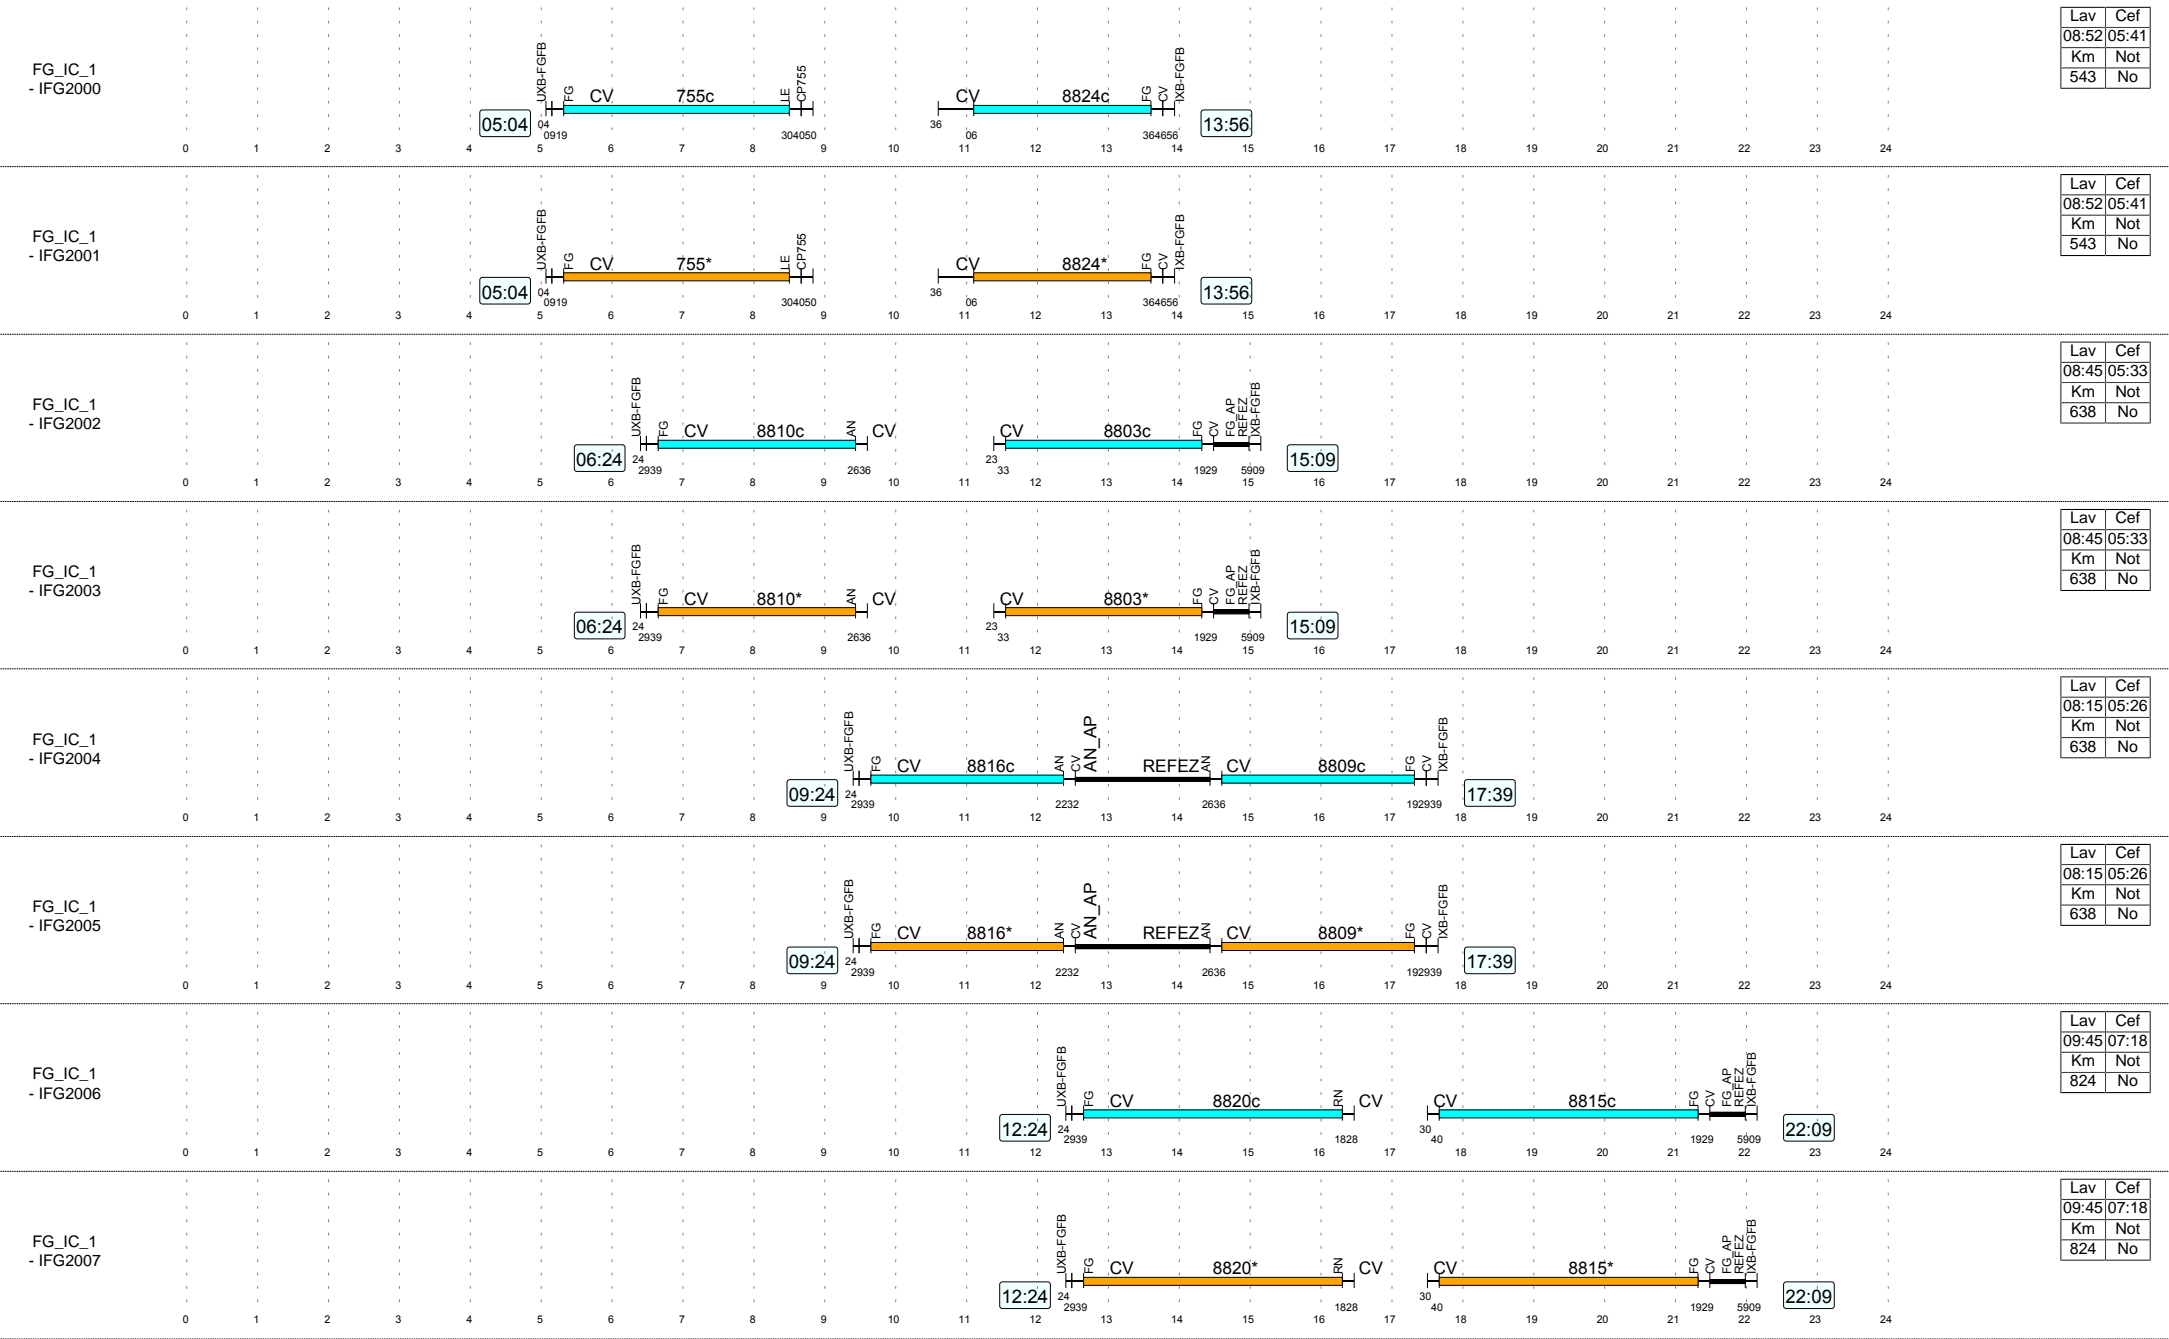 Lav Cef
08:52 05:41
Km Not
543 No
FG_IC_1
- IFG2000
UXB-FGFB FG CV 755c LE CP755 CV 8824c FG CV IXB-FGFB
05:04 04 0919 304050 36 06 364656 13:56
0 1 2 3 4 5 6 7 8 9 10 11 12 13 14 15 16 17 18 19 20 21 22 23 24
Lav Cef
08:52 05:41
Km Not
543 No
FG_IC_1
- IFG2001
UXB-FGFB FG CV 755* LE CP755 CV 8824* FG CV IXB-FGFB
05:04 04 0919 304050 36 06 364656 13:56
0 1 2 3 4 5 6 7 8 9 10 11 12 13 14 15 16 17 18 19 20 21 22 23 24
Lav Cef
08:45 05:33
Km Not
638 No
FG_IC_1
- IFG2002
UXB-FGFB FG CV 8810c AN CV CV 8803c FG CV FG_AP REFEZ IXB-FGFB
06:24 24 2939 2636 23 33 1929 5909 15:09
0 1 2 3 4 5 6 7 8 9 10 11 12 13 14 15 16 17 18 19 20 21 22 23 24
Lav Cef
08:45 05:33
Km Not
638 No
FG_IC_1
- IFG2003
UXB-FGFB FG CV 8810* AN CV CV 8803* FG CV FG_AP REFEZ IXB-FGFB
06:24 24 2939 2636 23 33 1929 5909 15:09
0 1 2 3 4 5 6 7 8 9 10 11 12 13 14 15 16 17 18 19 20 21 22 23 24
Lav Cef
08:15 05:26
Km Not
638 No
FG_IC_1
- IFG2004
UXB-FGFB FG CV 8816c AN CV AN_AP REFEZ AN CV 8809c FG CV IXB-FGFB
09:24 24 2939 2232 2636 192939 17:39
0 1 2 3 4 5 6 7 8 9 10 11 12 13 14 15 16 17 18 19 20 21 22 23 24
Lav Cef
08:15 05:26
Km Not
638 No
FG_IC_1
- IFG2005
UXB-FGFB FG CV 8816* AN CV AN_AP REFEZ AN CV 8809* FG CV IXB-FGFB
09:24 24 2939 2232 2636 192939 17:39
0 1 2 3 4 5 6 7 8 9 10 11 12 13 14 15 16 17 18 19 20 21 22 23 24
Lav Cef
09:45 07:18
Km Not
824 No
FG_IC_1
- IFG2006
UXB-FGFB FG CV 8820c RN CV CV 8815c FG CV FG_AP REFEZ IXB-FGFB
12:24 24 2939 1828 30 40 1929 5909 22:09
0 1 2 3 4 5 6 7 8 9 10 11 12 13 14 15 16 17 18 19 20 21 22 23 24
Lav Cef
09:45 07:18
Km Not
824 No
FG_IC_1
- IFG2007
UXB-FGFB FG CV 8820* RN CV CV 8815* FG CV FG_AP REFEZ IXB-FGFB
12:24 24 2939 1828 30 40 1929 5909 22:09
0 1 2 3 4 5 6 7 8 9 10 11 12 13 14 15 16 17 18 19 20 21 22 23 24